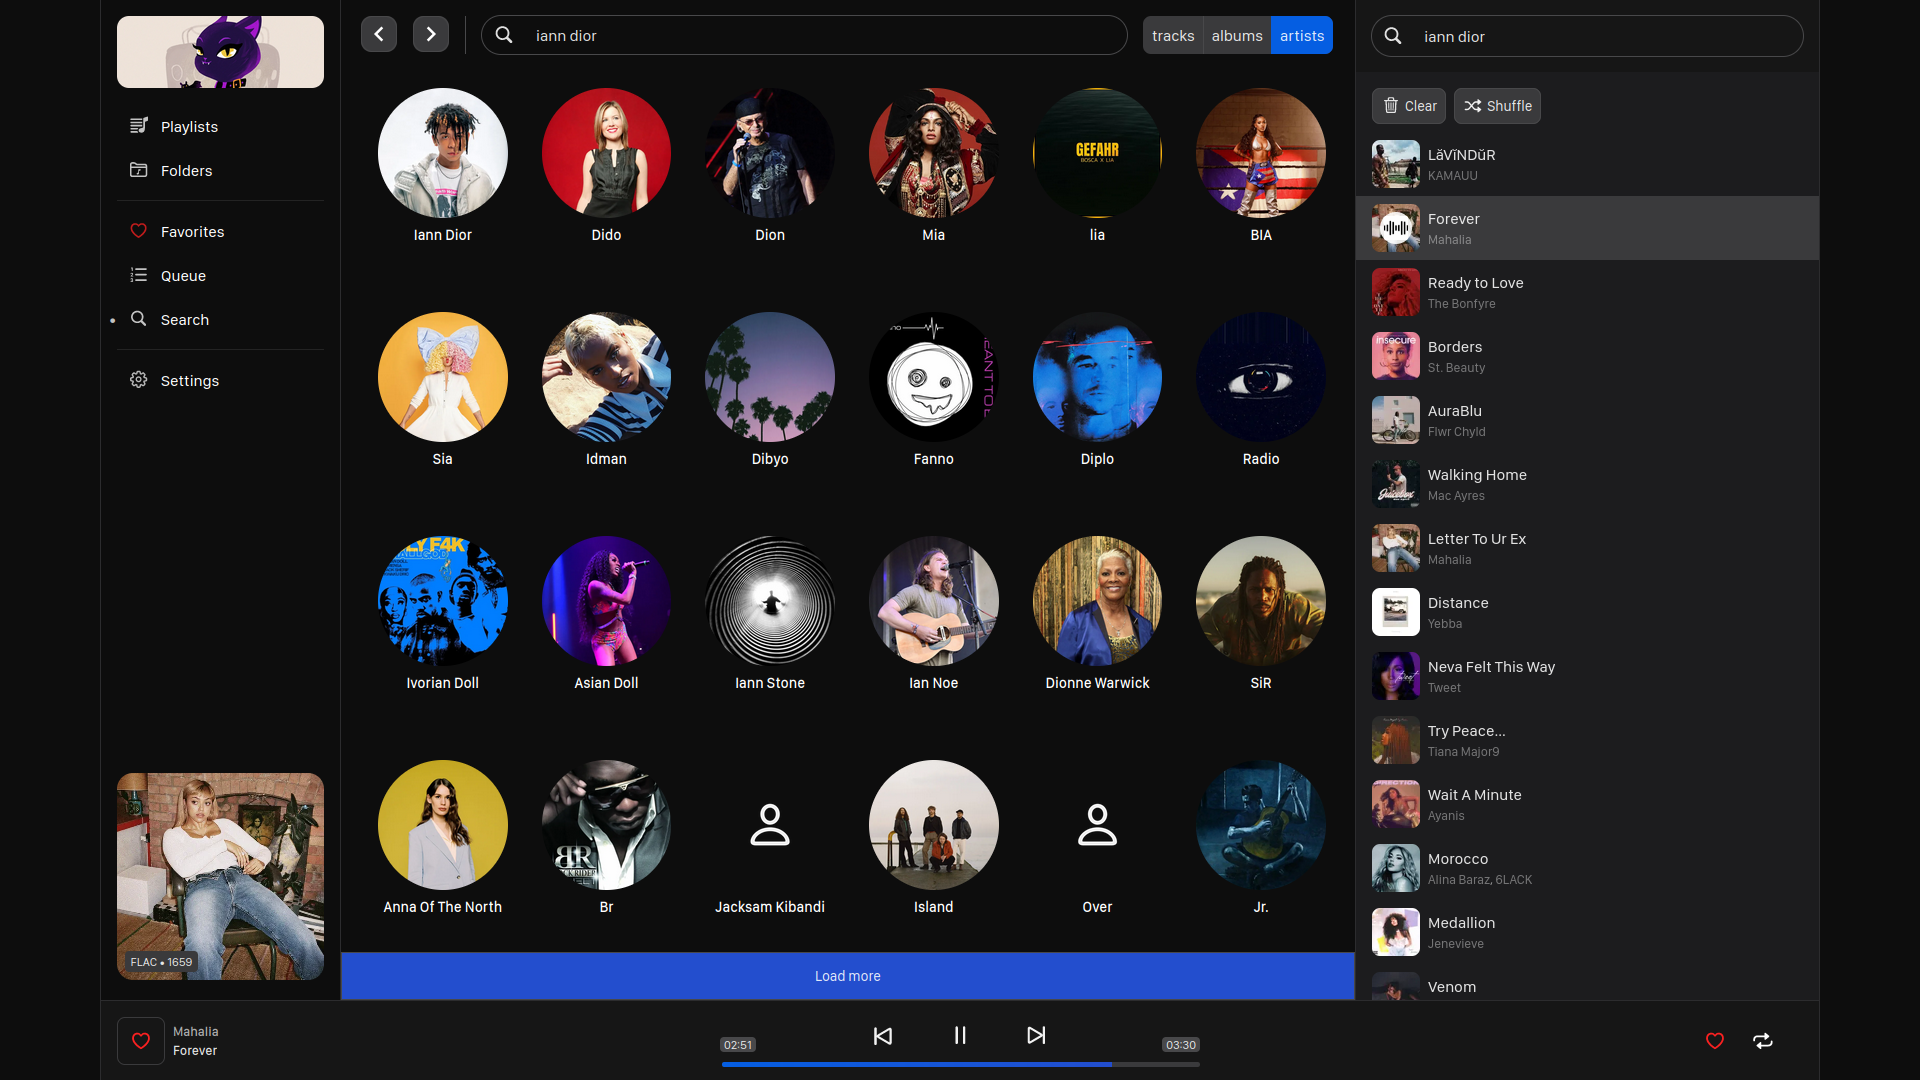 Playlists
Folders
Favorites
Queue
Search
Settings
FLAC • 1659
iann dior
tracks
albums
artists
Iann Dior
Dido
Dion
Mia
GEFAHR
BOSCA X LIA
lia
BIA
Sia
Idman
Dibyo
Fanno
Diplo
Radio
Ivorian Doll
Asian Doll
Iann Stone
Ian Noe
Dionne Warwick
SiR
Anna Of The North
BR
Br
Jacksam Kibandi
Island
Over
Jr.
Load more
iann dior
Clear
Shuffle
LäVĭNDŭR
KAMAUU
Forever
Mahalia
Ready to Love
The Bonfyre
insecure
Borders
St. Beauty
AuraBlu
Flwr Chyld
Walking Home
Mac Ayres
Letter To Ur Ex
Mahalia
Distance
Yebba
Neva Felt This Way
Tweet
Try Peace...
Tiana Major9
Wait A Minute
Ayanis
Morocco
Alina Baraz, 6LACK
Medallion
Jenevieve
Venom
Mahalia
Forever
02:51
03:30